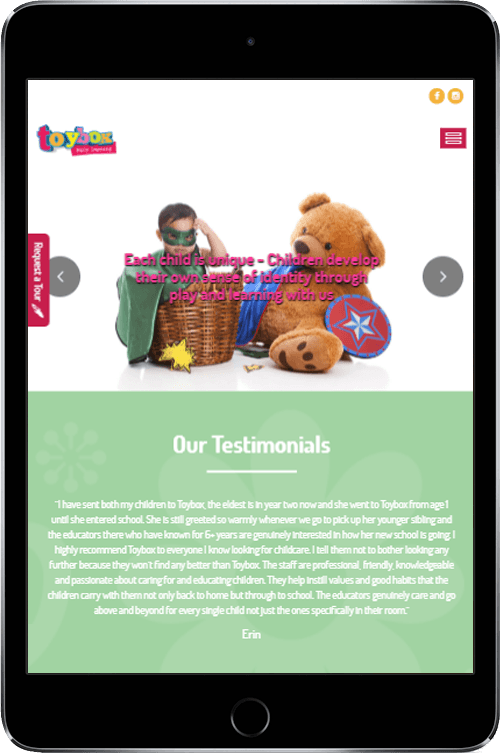 toybox
Request a Tour
Each child is unique - Children develop
their own sense of identity through
play and learning with us
Our Testimonials
"I have sent both my children to Toybox, the eldest is in year two now and she went to Toybox from age 1
until she entered school. She is still greeted so warmly whenever we go to pick up her younger sibling and
the educators there who have known for 6+ years are genuinely interested in how her new school is going. I
highly recommend Toybox to everyone I know looking for childcare. I tell them not to bother looking any
further because they won't find any better than Toybox. The staff are professional, friendly, knowledgeable
and passionate about caring for and educating children. They help instill values and good habits that the
children carry with them not only back to home but through to school. The educators genuinely care and go
above and beyond for every single child not just the ones specifically in their room."
Erin